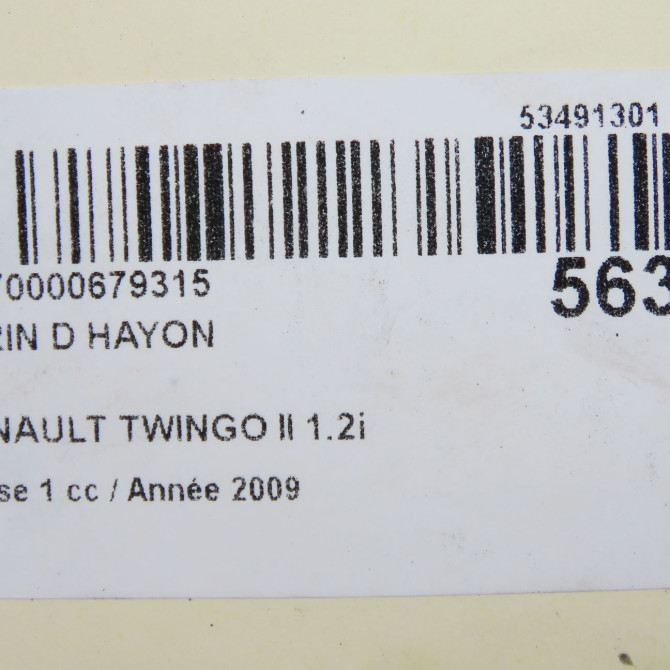 53491301
70000679315
563
RIN D HAYON
NAULT TWINGO II 1.2i
se 1 cc / Année 2009